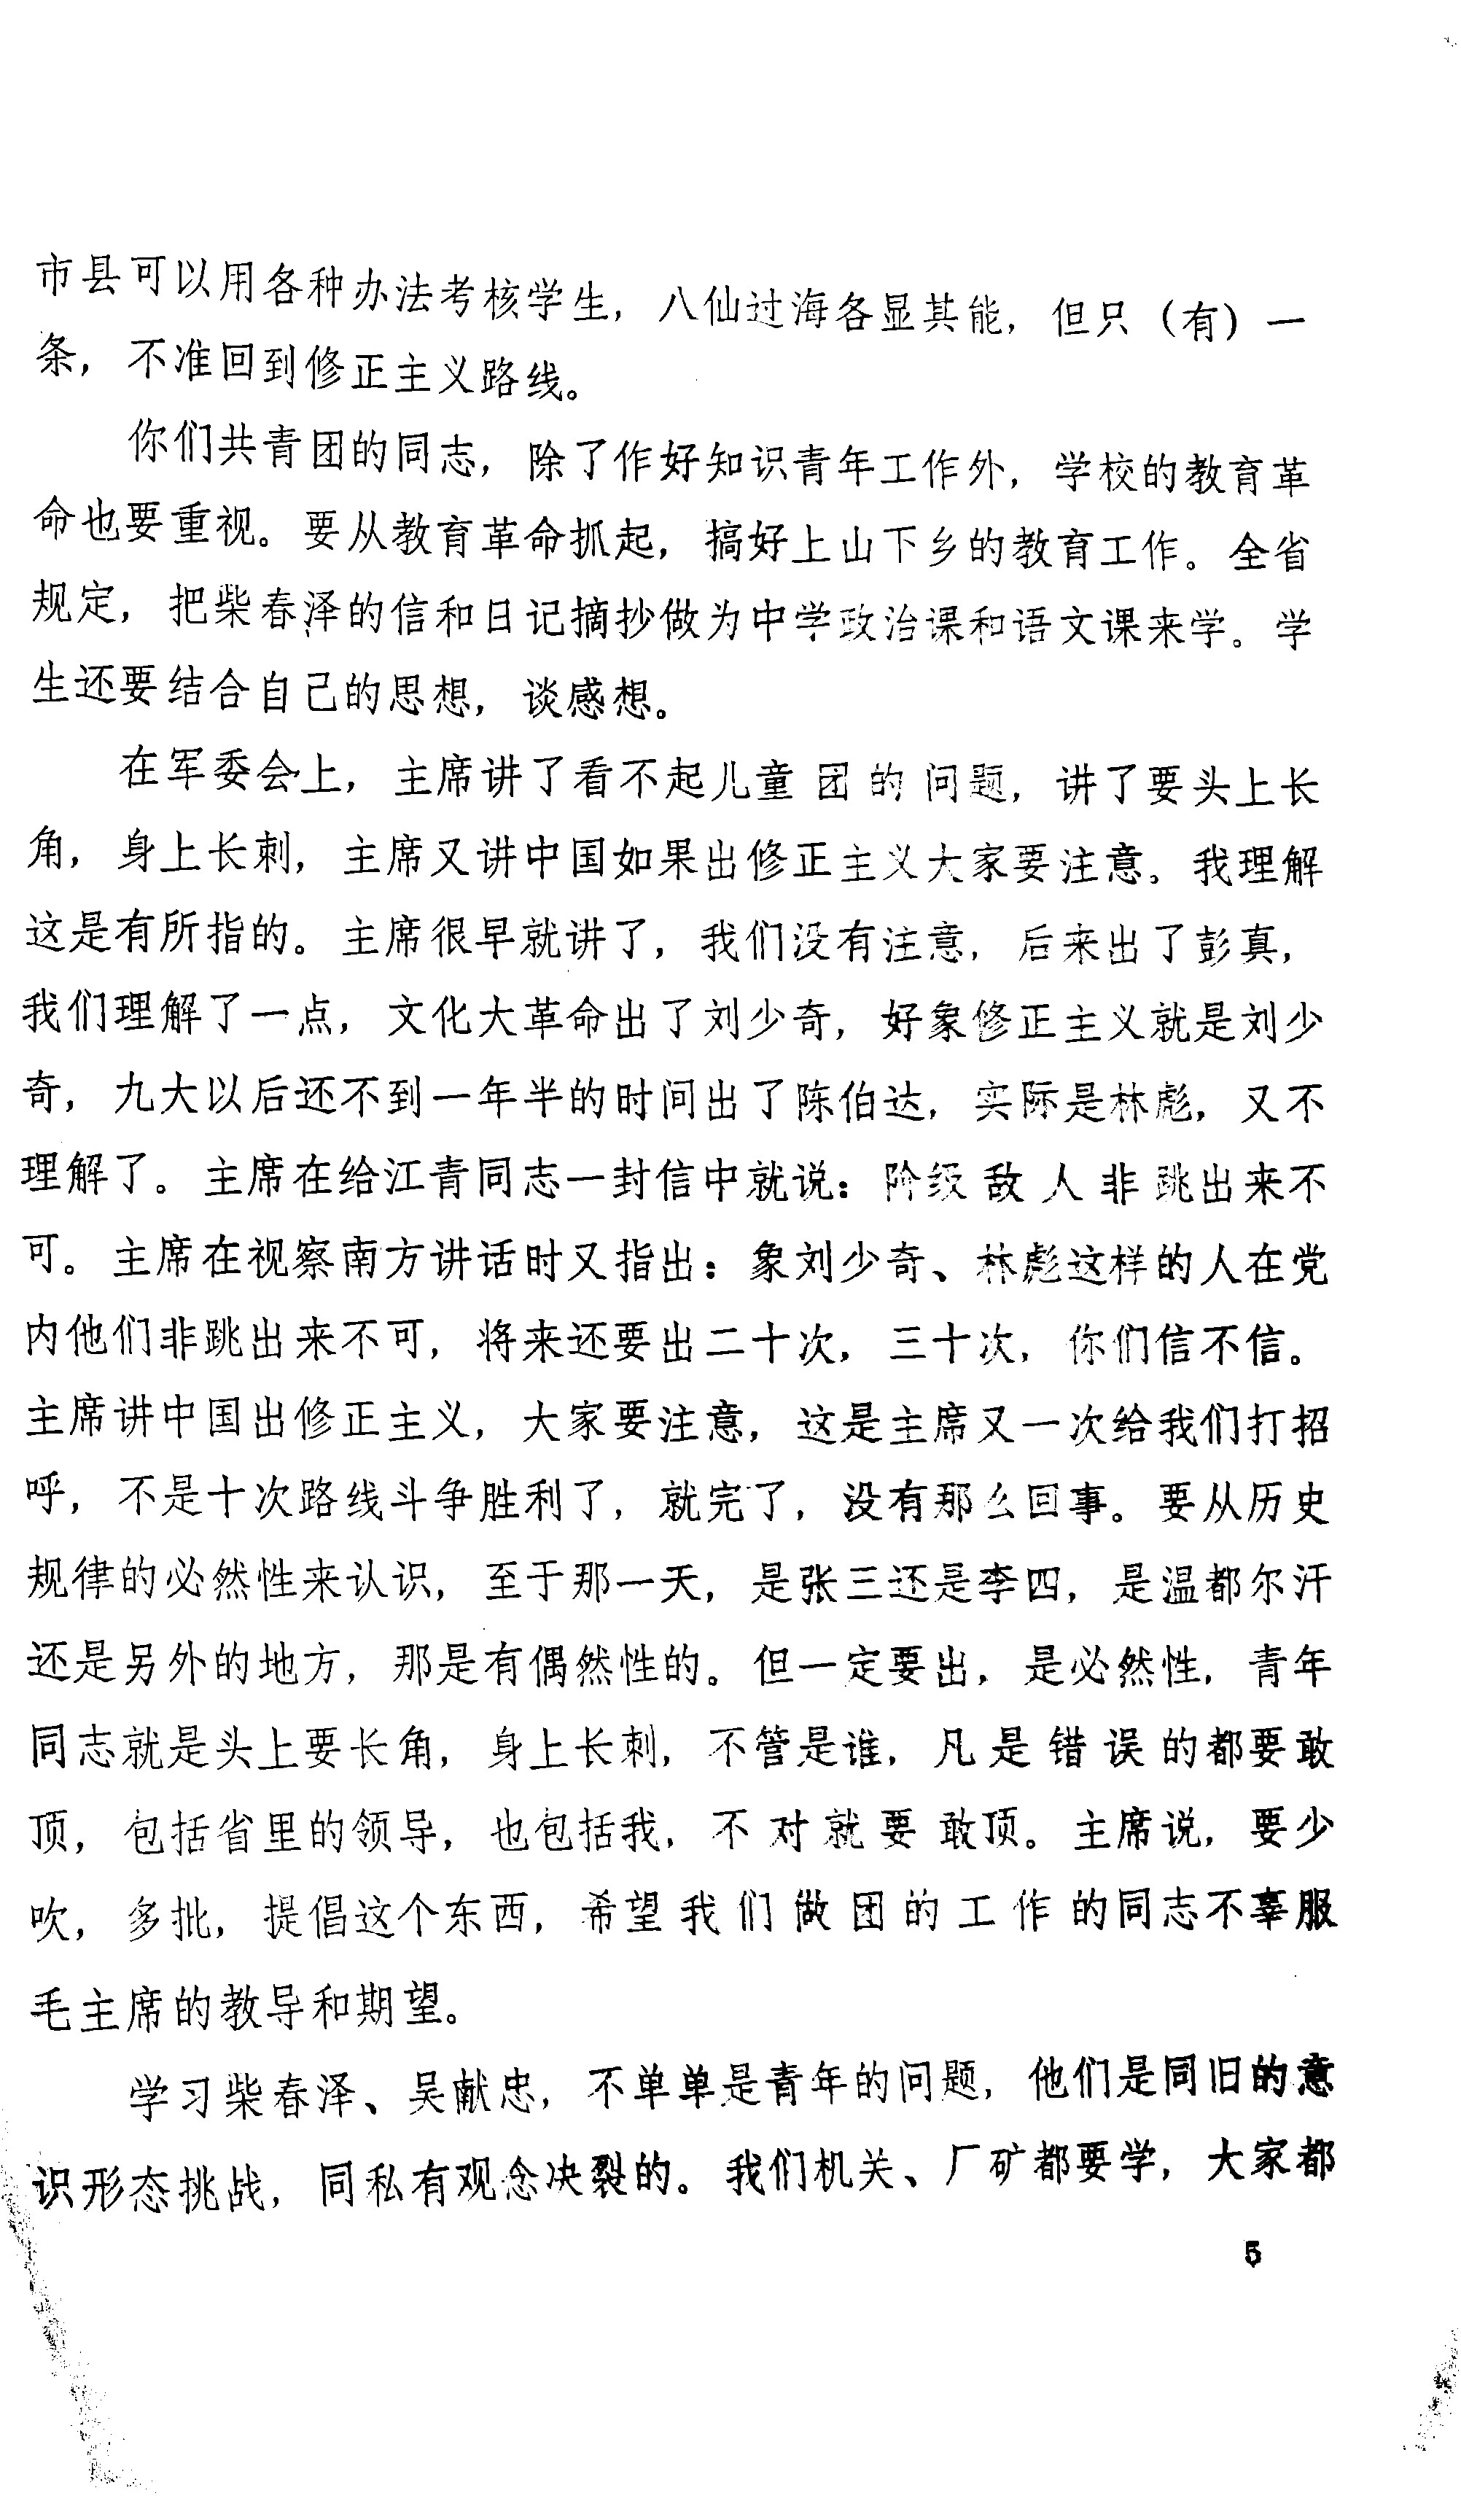 市县可以用各种办法考核学生，八仙过海各显其能，但只（有）一
条，不准回到修正主义路线。
你们共青团的同志，除了作好知识青年工作外，学校的教育革
命也要重视。要从教育革命抓起，搞好上山下乡的教育工作。全省
规定，把柴春泽的信和日记摘抄做为中学政治课和语文课来学。学
生还要结合自己的思想，谈感想。
在军委会上，主席讲了看不起儿童团的问题，讲了要头上长
角，身上长刺，主席又讲中国如果出修正主义大家要注意。我理解
这是有所指的。主席很早就讲了，我们没有注意，后来出了彭真，
我们理解了一点，文化大革命出了刘少奇，好象修正主义就是刘少
奇，九大以后还不到一年半的时间出了陈伯达，实际是林彪，又不
理解了。主席在给江青同志一封信中就说：阶级敌人非跳出来不
可。主席在视察南方讲话时又指出：象刘少奇、林彪这样的人在党
内他们非跳出来不可，将来还要出二十次，三十次，你们信不信。
主席讲中国出修正主义，大家要注意，这是主席又一次给我们打招
呼，不是十次路线斗争胜利了，就完了，没有那么回事。要从历史
规律的必然性来认识，至于那一天，是张三还是李四，是温都尔汗
还是另外的地方，那是有偶然性的。但一定要出，是必然性，青年
同志就是头上要长角，身上长刺，不管是谁，凡是错误的都要敢
顶，包括省里的领导，也包括我，不对就要敢顶。主席说，要少
吹，多批，提倡这个东西，希望我们做团的工作的同志不辜服
毛主席的教导和期望。
学习柴春泽、吴献忠，不单单是青年的问题，他们是同旧的意
识形态挑战，同私有观念决裂的。我们机关、厂矿都要学，大家都
5